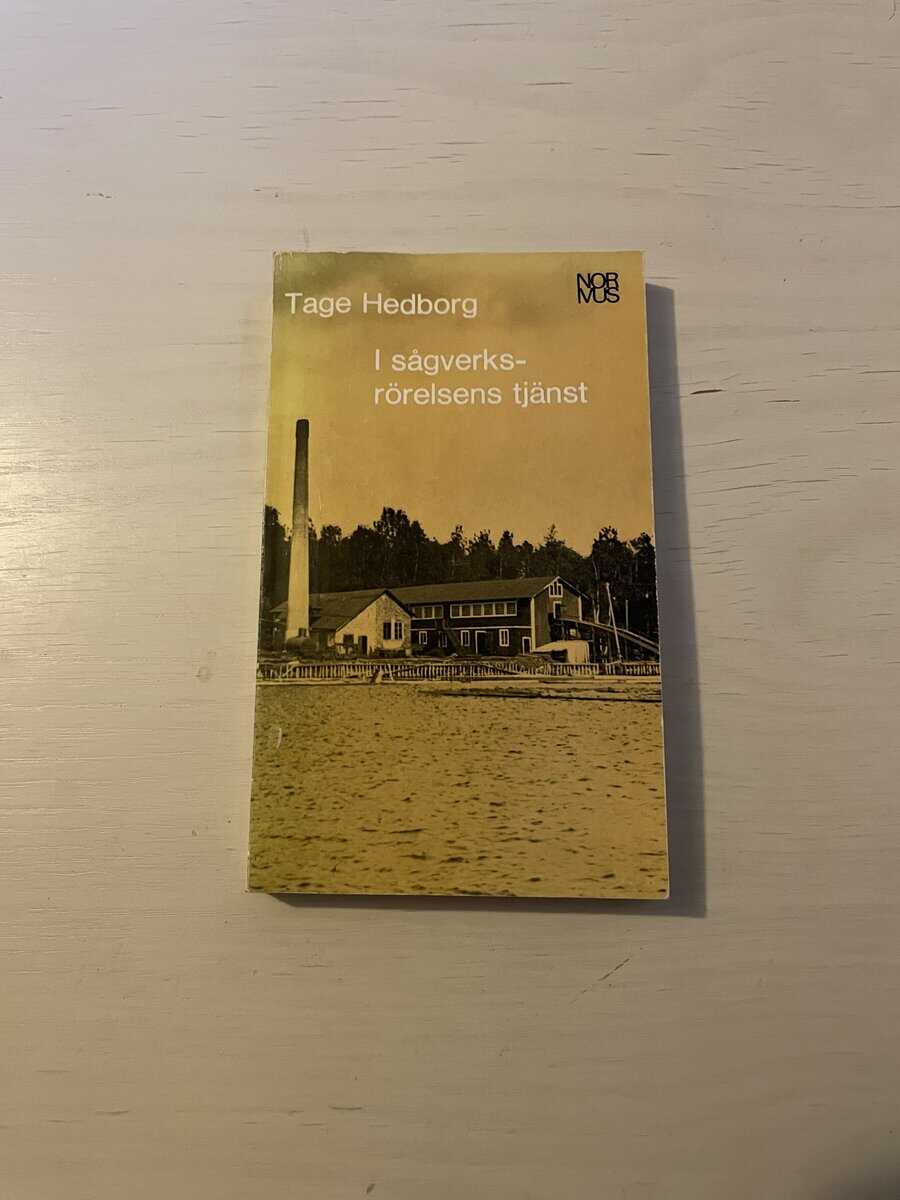 Tage Hedborg
NOR
MUS
I sågverks-
rörelsens tjänst